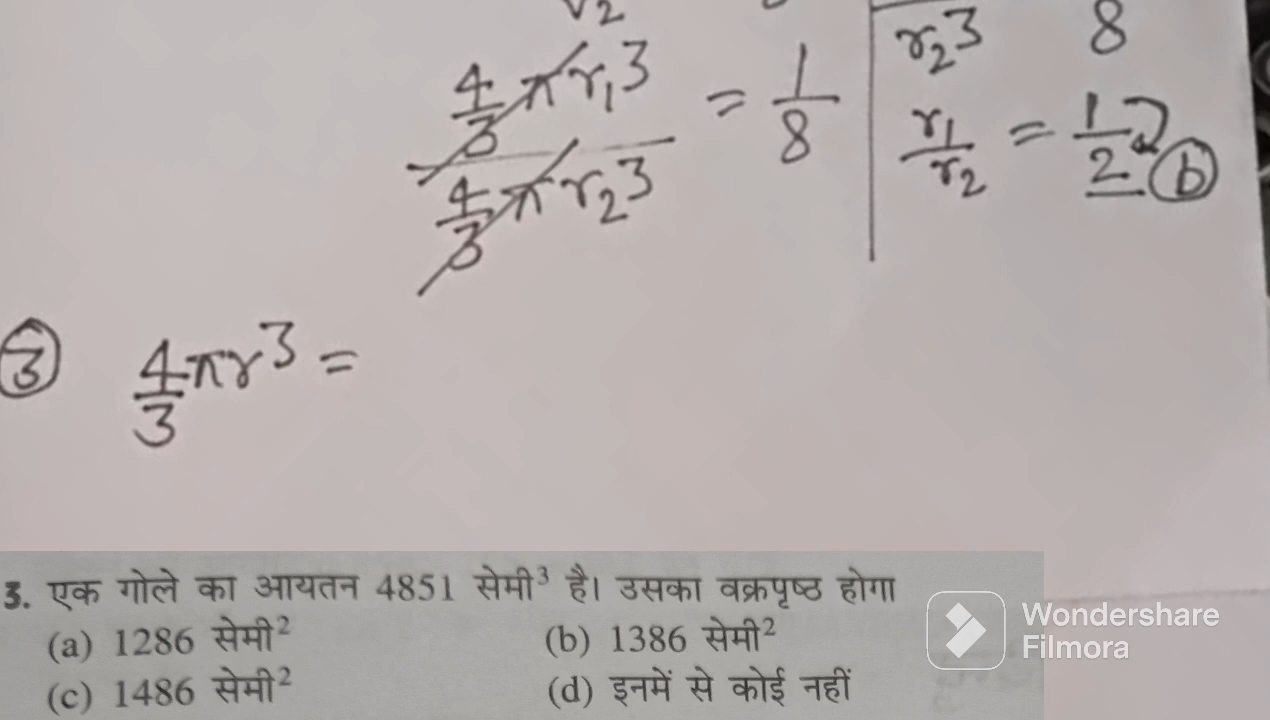 4/3 πr₁³ / 4/3 πr₂³ = 1/8
r₂³ 8
r₁/r₂ = 1/2 (b)
③ 4/3 πr³ =
3. एक गोले का आयतन 4851 सेमी³ है। उसका वक्रपृष्ठ होगा
(a) 1286 सेमी² (b) 1386 सेमी²
(c) 1486 सेमी² (d) इनमें से कोई नहीं
Wondershare
Filmora